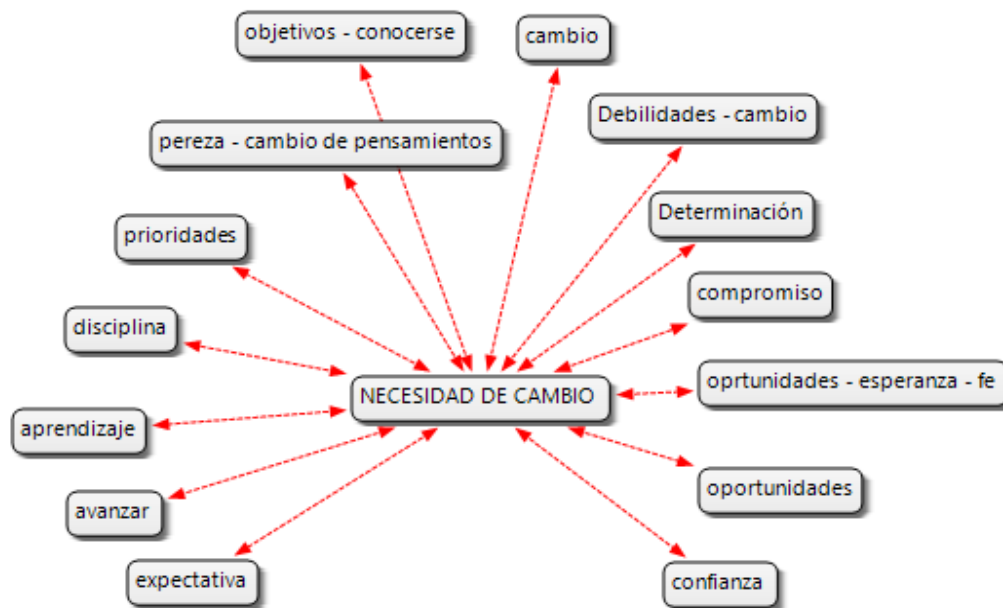 objetivos - conocerse
cambio
Debilidades - cambio
pereza - cambio de pensamientos
Determinación
prioridades
compromiso
disciplina
oprtunidades - esperanza - fe
NECESIDAD DE CAMBIO
aprendizaje
oportunidades
avanzar
expectativa
confianza